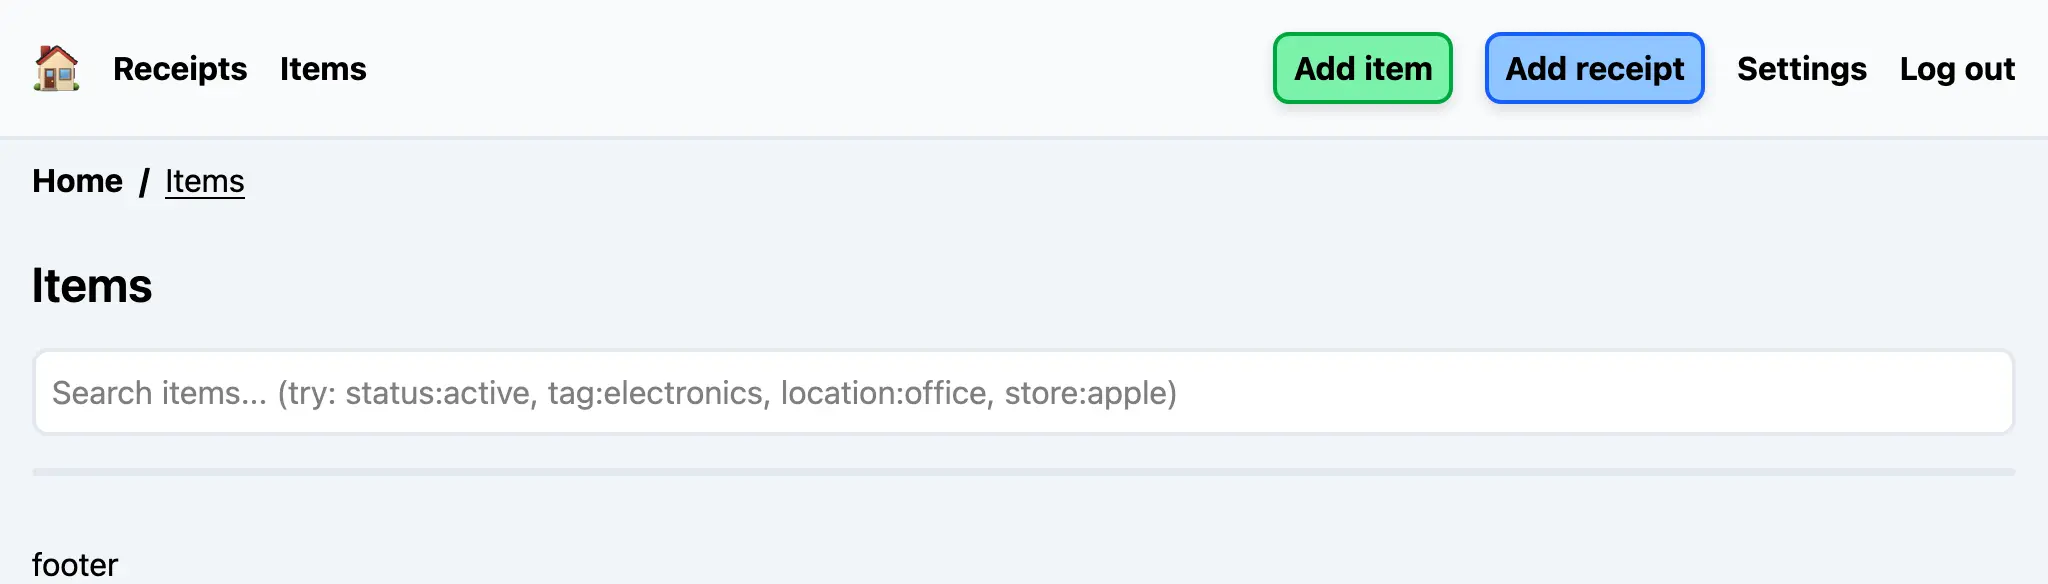 Receipts Items Add item Add receipt Settings Log out
Home / Items
Items
Search items... (try: status:active, tag:electronics, location:office, store:apple)
footer